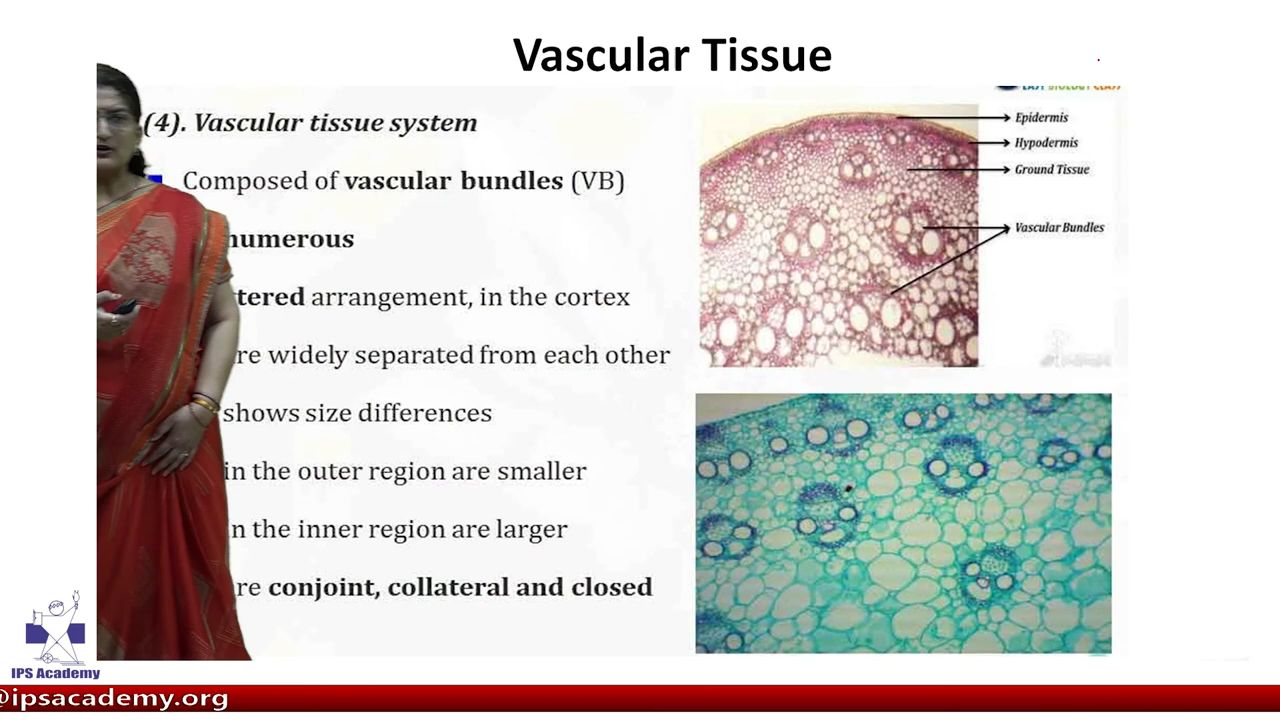 Vascular Tissue
(4). Vascular tissue system
Composed of vascular bundles (VB)
numerous
tered arrangement, in the cortex
re widely separated from each other
shows size differences
in the outer region are smaller
n the inner region are larger
re conjoint, collateral and closed
Epidermis
Hypodermis
Ground Tissue
Vascular Bundles
IPS Academy
@ipsacademy.org